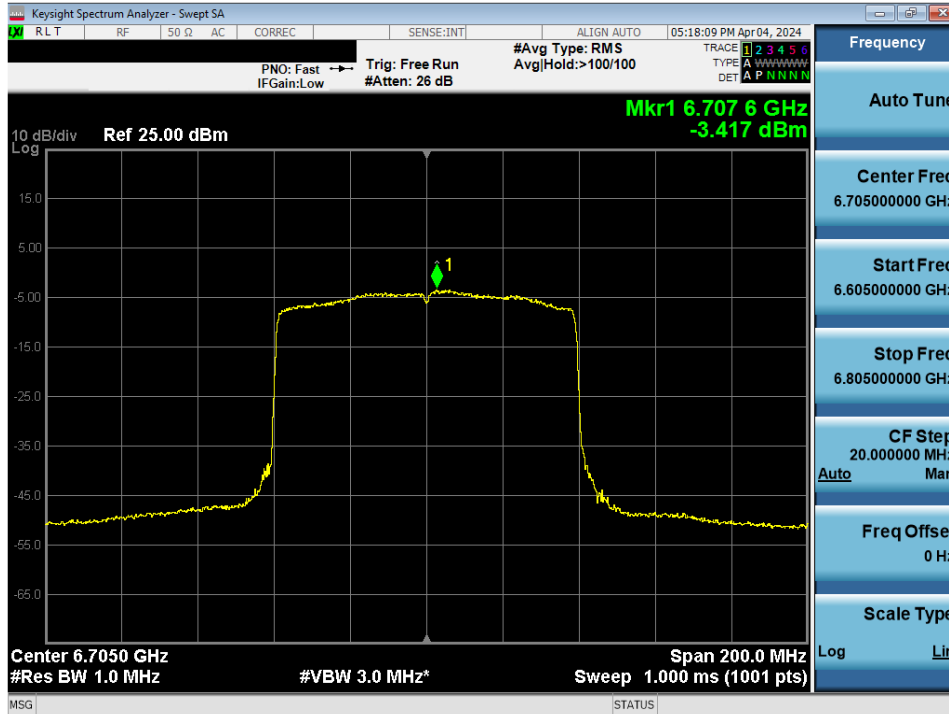 Keysight Spectrum Analyzer - Swept SA
LXI RLT RF 50 Ω AC CORREC SENSE:INT ALIGN AUTO 05:18:09 PM Apr 04, 2024
PNO: Fast
IFGain:Low
Trig: Free Run
#Atten: 26 dB
#Avg Type: RMS
Avg|Hold:>100/100
TRACE 1 2 3 4 5 6
TYPE A WWWWW
DET A P N N N N
Mkr1 6.707 6 GHz
-3.417 dBm
10 dB/div Ref 25.00 dBm
Log
15.0
5.00
-5.00
-15.0
-25.0
-35.0
-45.0
-55.0
-65.0
1
Center 6.7050 GHz Span 200.0 MHz
#Res BW 1.0 MHz #VBW 3.0 MHz* Sweep 1.000 ms (1001 pts)
MSG STATUS
Frequency
Auto Tune
Center Freq
6.705000000 GHz
Start Freq
6.605000000 GHz
Stop Freq
6.805000000 GHz
CF Step
20.000000 MHz
Auto Man
Freq Offset
0 Hz
Scale Type
Log Lin